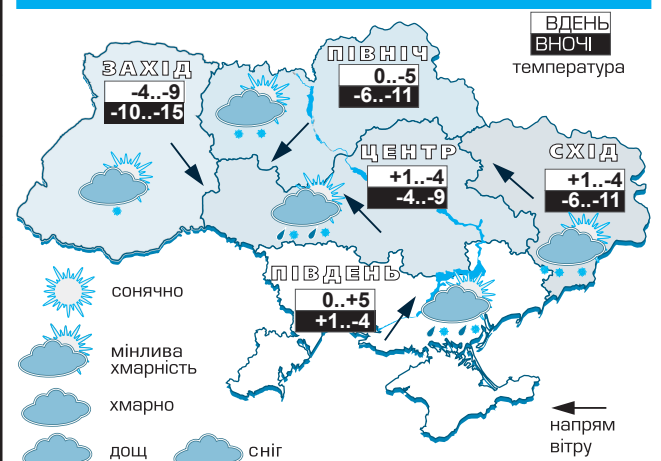 ВДЕНЬ
ВНОЧІ
температура
ЗАХІД
-4..-9
-10..-15
ПІВНІЧ
0..-5
-6..-11
ЦЕНТР
+1..-4
-4..-9
СХІД
+1..-4
-6..-11
ПІВДЕНЬ
0..+5
+1..-4
сонячно
мінлива
хмарність
хмарно
дощ
сніг
напрям
вітру